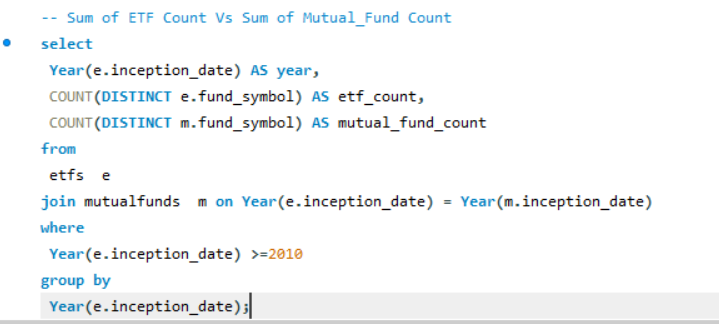 -- Sum of ETF Count Vs Sum of Mutual_Fund Count
select
Year(e.inception_date) AS year,
COUNT(DISTINCT e.fund_symbol) AS etf_count,
COUNT(DISTINCT m.fund_symbol) AS mutual_fund_count
from
etfs  e
join mutualfunds  m on Year(e.inception_date) = Year(m.inception_date)
where
Year(e.inception_date) >=2010
group by
Year(e.inception_date);